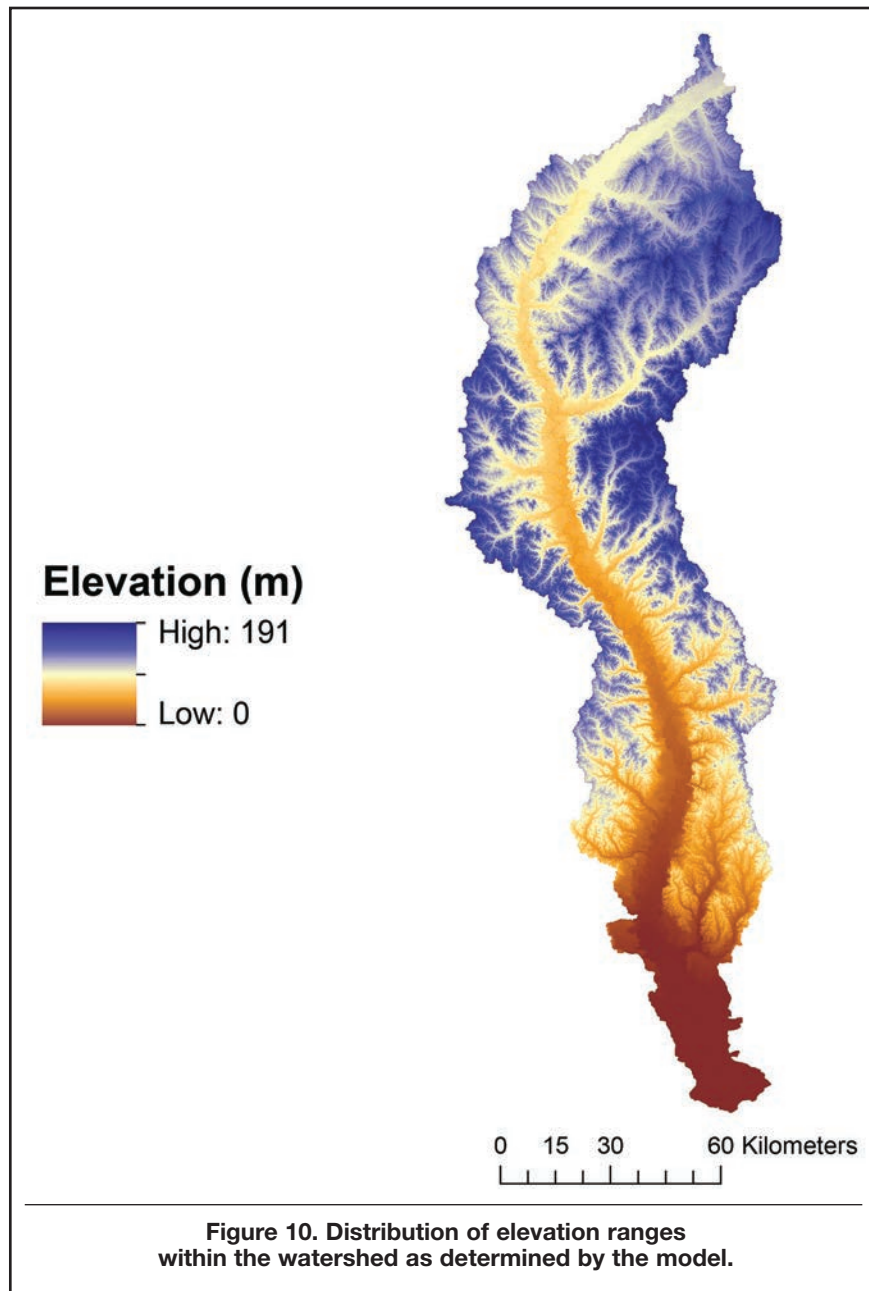 Elevation (m)
High: 191
Low: 0
0 15 30 60 Kilometers
Figure 10. Distribution of elevation ranges
within the watershed as determined by the model.